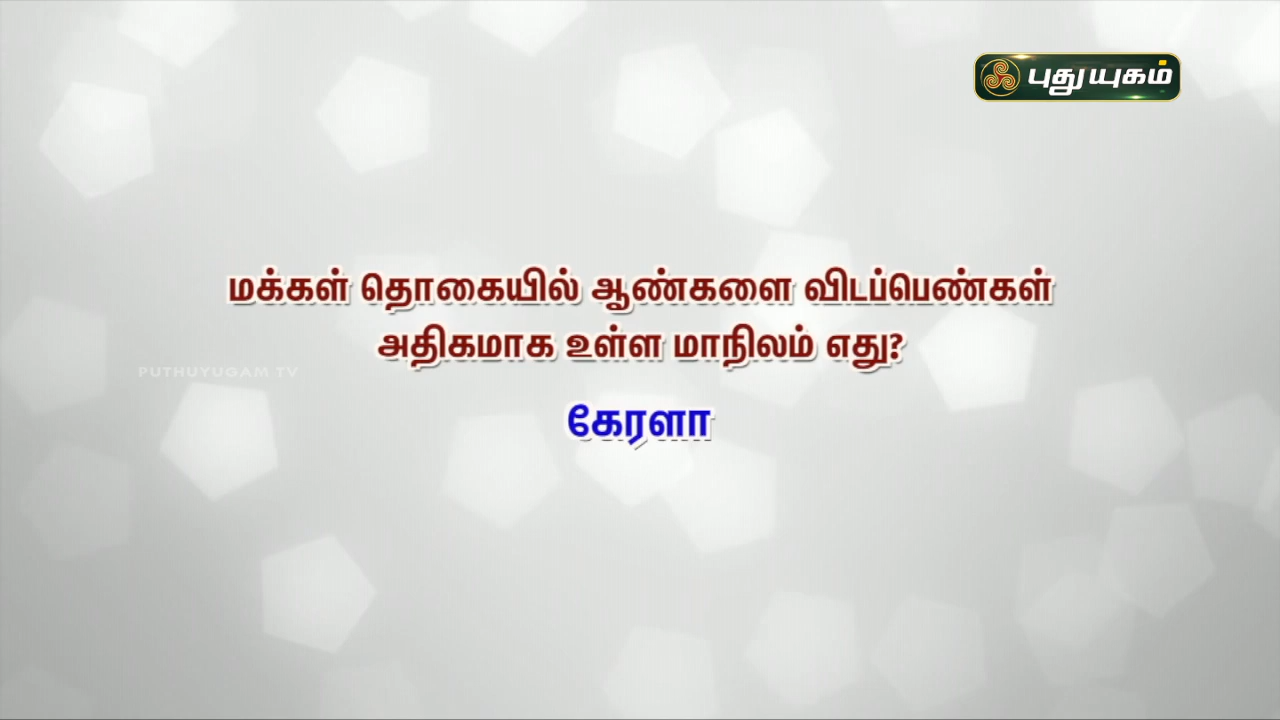 புதுயுகம்
மக்கள் தொகையில் ஆண்களை விடப்பெண்கள்
அதிகமாக உள்ள மாநிலம் எது?
PUTHUYUGAM TV
கேரளா